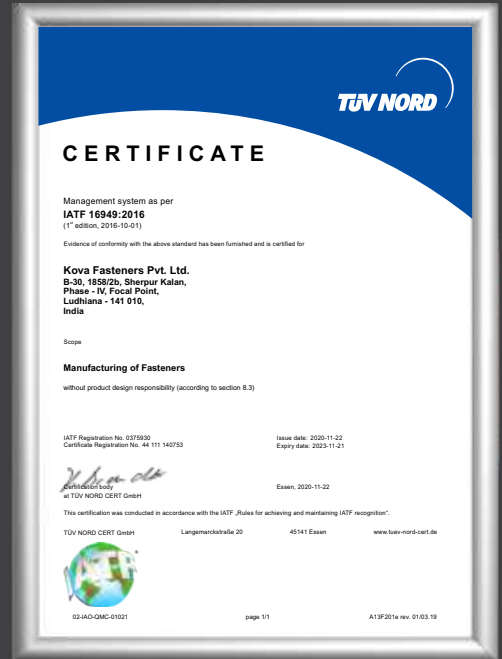 TÜV NORD
CERTIFICATE
Management system as per
IATF 16949:2016
(1st edition, 2016-10-01)
Evidence of conformity with the above standard has been furnished and is certified for
Kova Fasteners Pvt. Ltd.
B-30, 1858/2b, Sherpur Kalan,
Phase - IV, Focal Point,
Ludhiana - 141 010,
India
Scope
Manufacturing of Fasteners
without product design responsibility (according to section 8.3)
IATF Registration No. 0375930 Issue date: 2020-11-22
Certificate Registration No. 44 111 140753 Expiry date: 2023-11-21
Certification body Essen, 2020-11-22
at TÜV NORD CERT GmbH
This certification was conducted in accordance with the IATF „Rules for achieving and maintaining IATF recognition".
TÜV NORD CERT GmbH Langemarckstraße 20 45141 Essen www.tuev-nord-cert.de
IATF
02-IAO-QMC-01021 page 1/1 A13F201e rev. 01/03.19